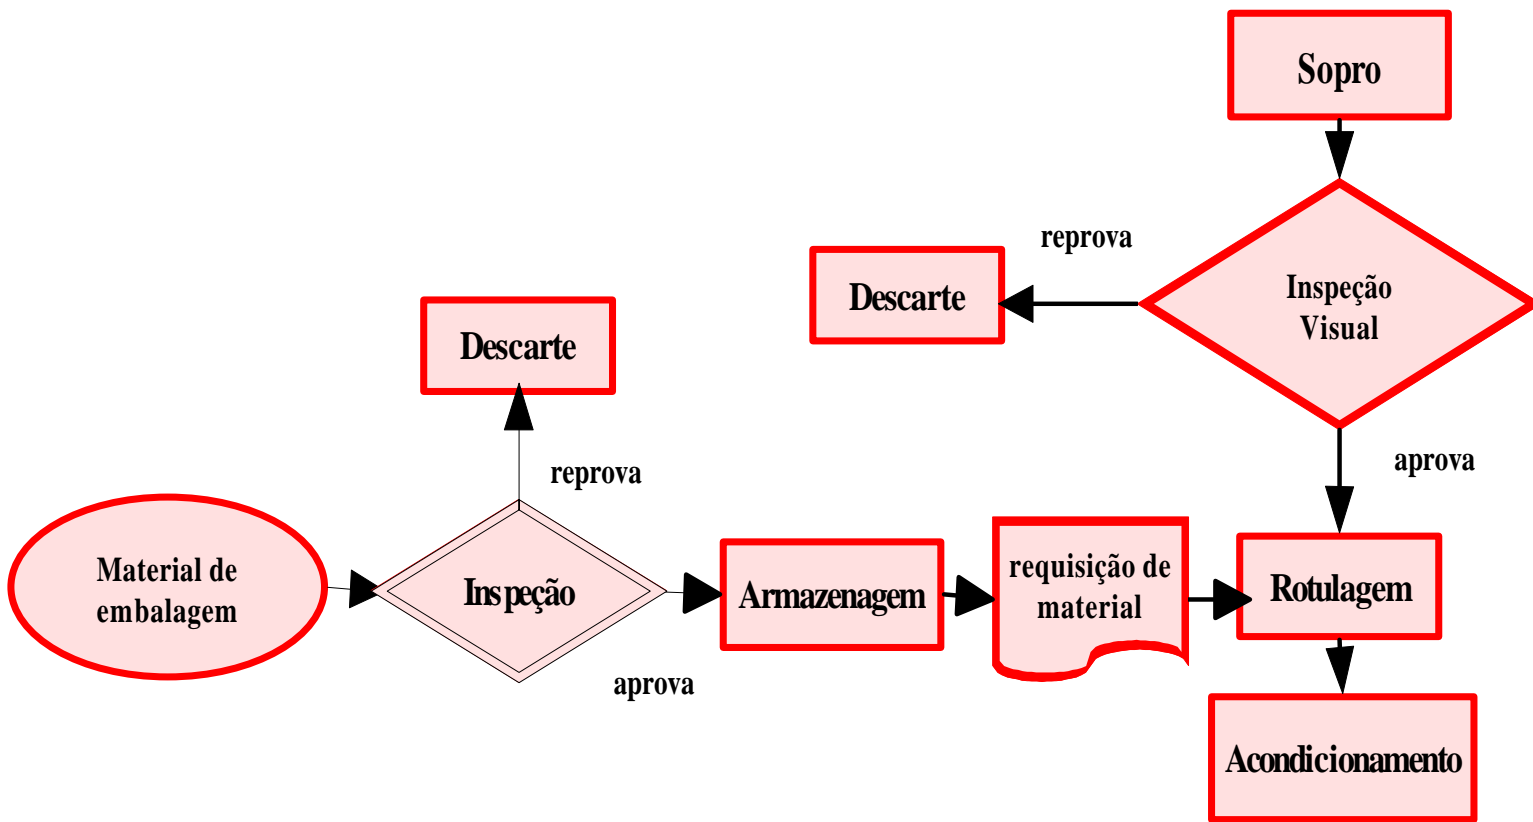 Sopro
reprova
Inspeção
Visual
Descarte
Descarte
aprova
reprova
Material de
embalagem
Inspeção
Armazenagem
requisição de
material
Rotulagem
aprova
Acondicionamento